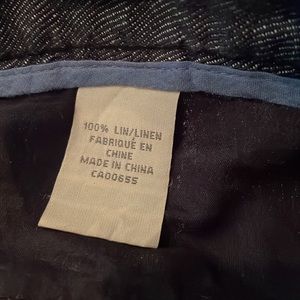 100% LIN/LINEN
FABRIQUÉ EN
CHINE
MADE IN CHINA
CA00655